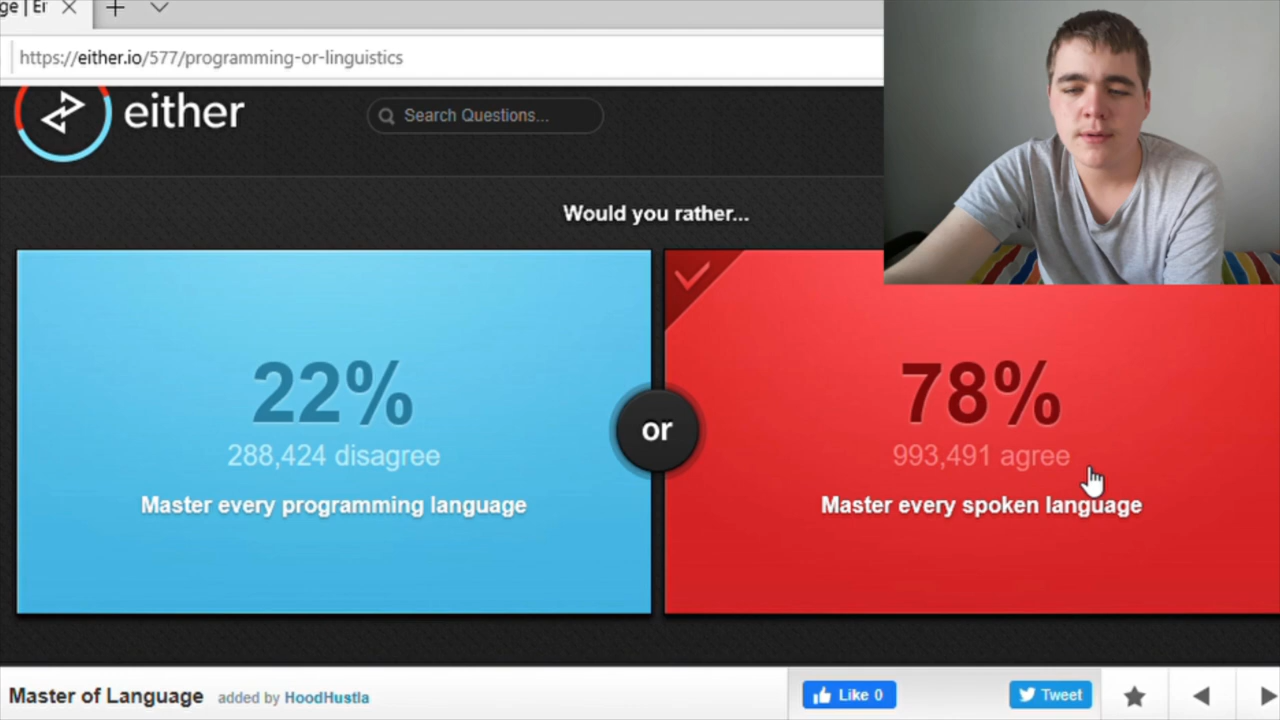 ge | Ei
https://either.io/577/programming-or-linguistics
either
Search Questions...
Would you rather...
22%
288,424 disagree
Master every programming language
or
78%
993,491 agree
Master every spoken language
Master of Language added by HoodHustla
Like 0
Tweet